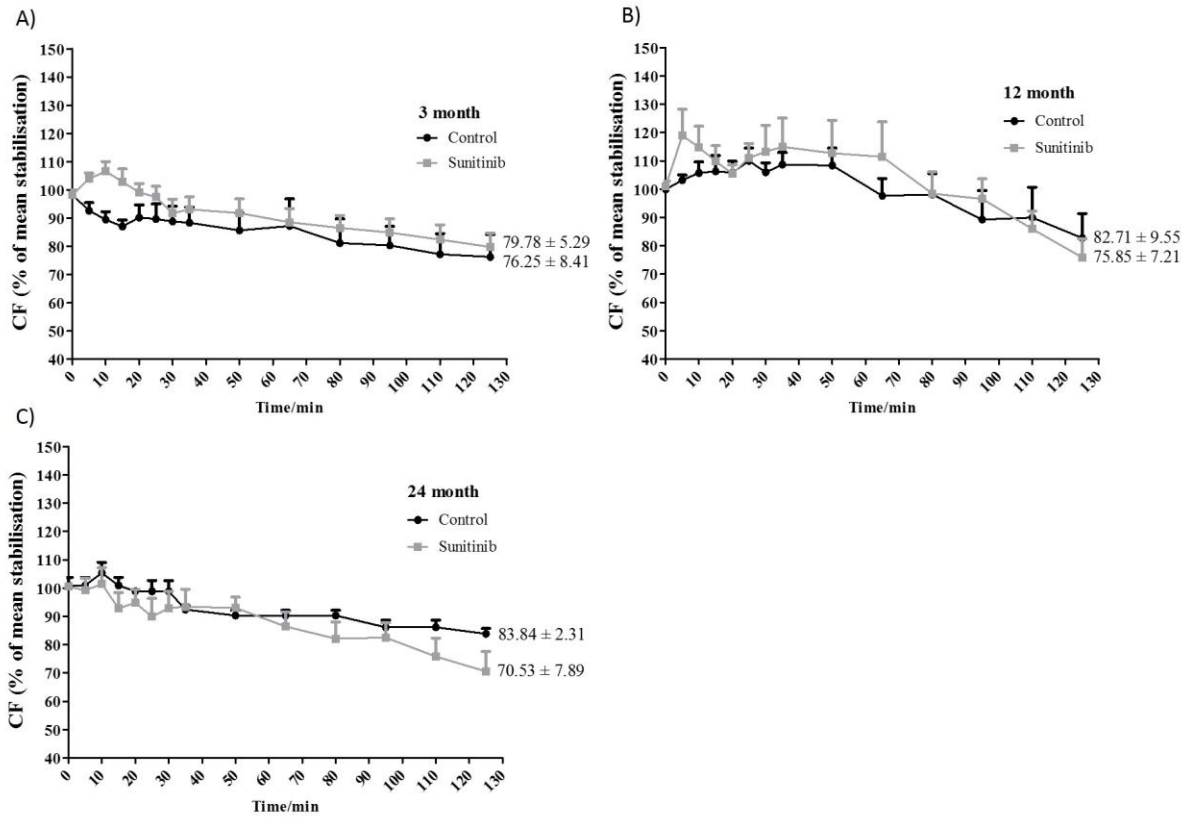 A)
150
140
130
120
110
100
90
80
70
60
50
40
CF (% of mean stabilisation)
3 month
Control
Sunitinib
79.78 ± 5.29
76.25 ± 8.41
0 10 20 30 40 50 60 70 80 90 100 110 120 130
Time/min
B)
150
140
130
120
110
100
90
80
70
60
50
40
CF (% of mean stabilisation)
12 month
Control
Sunitinib
82.71 ± 9.55
75.85 ± 7.21
0 10 20 30 40 50 60 70 80 90 100 110 120 130
Time/min
C)
150
140
130
120
110
100
90
80
70
60
50
40
CF (% of mean stabilisation)
24 month
Control
Sunitinib
83.84 ± 2.31
70.53 ± 7.89
0 10 20 30 40 50 60 70 80 90 100 110 120 130
Time/min